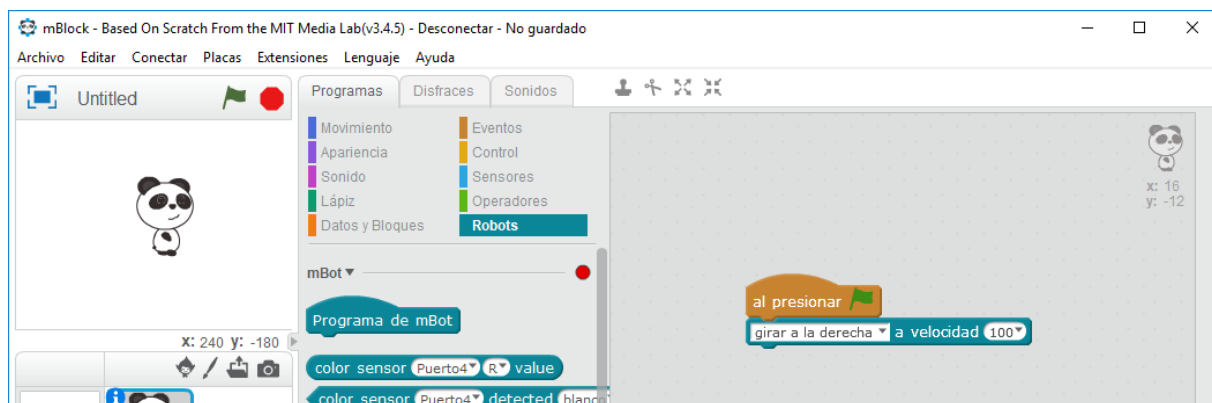 mBlock - Based On Scratch From the MIT Media Lab(v3.4.5) - Desconectar - No guardado
Archivo Editar Conectar Placas Extensiones Lenguaje Ayuda
Untitled
Programas Disfraces Sonidos
Movimiento Eventos
Apariencia Control
Sonido Sensores
Lápiz Operadores
Datos y Bloques Robots
x: 16
y: -12
mBot
Programa de mBot
al presionar
girar a la derecha a velocidad 100
X: 240 y: -180
color sensor Puerto4 R value
color sensor Puerto4 detected blanco